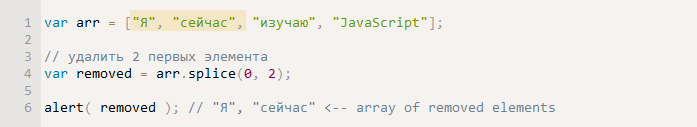 1 var arr = ["Я", "сейчас", "изучаю", "JavaScript"];
2
3 // удалить 2 первых элемента
4 var removed = arr.splice(0, 2);
5
6 alert( removed ); // "Я", "сейчас" <-- array of removed elements